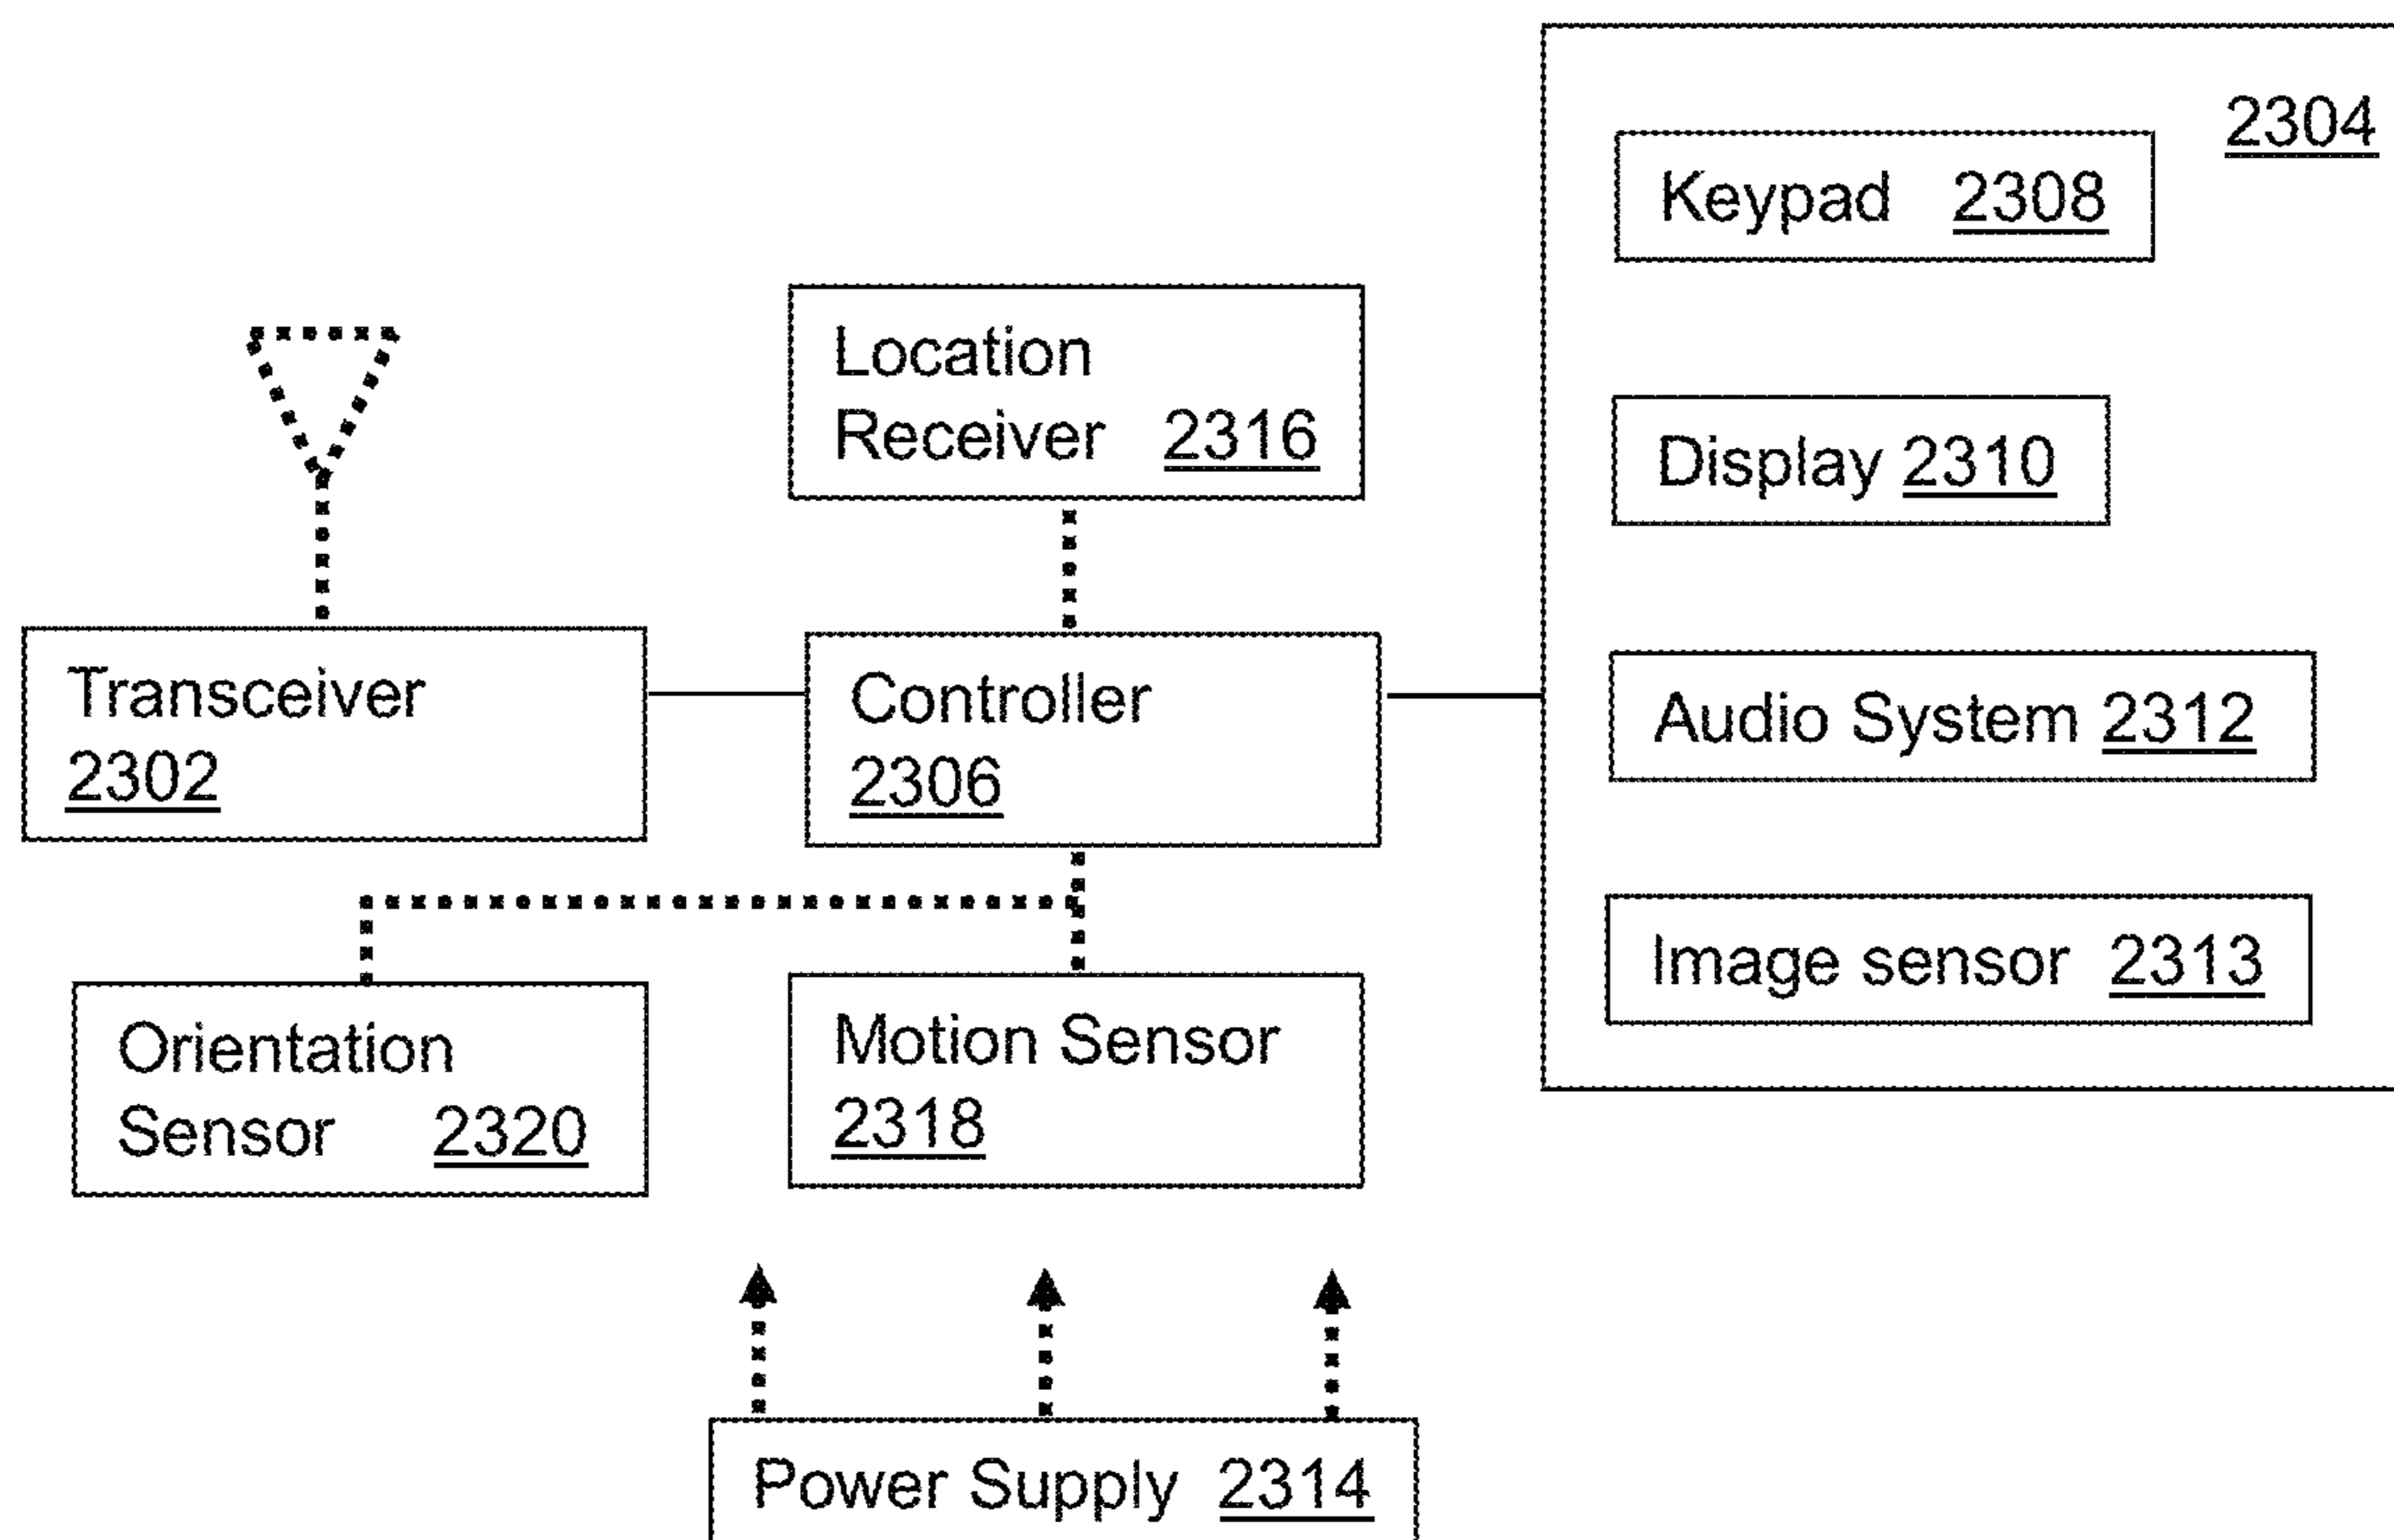 2304
Keypad 2308
Location
Receiver 2316
Display 2310
Transceiver
2302
Controller
2306
Audio System 2312
Image sensor 2313
Orientation
Sensor 2320
Motion Sensor
2318
Power Supply 2314